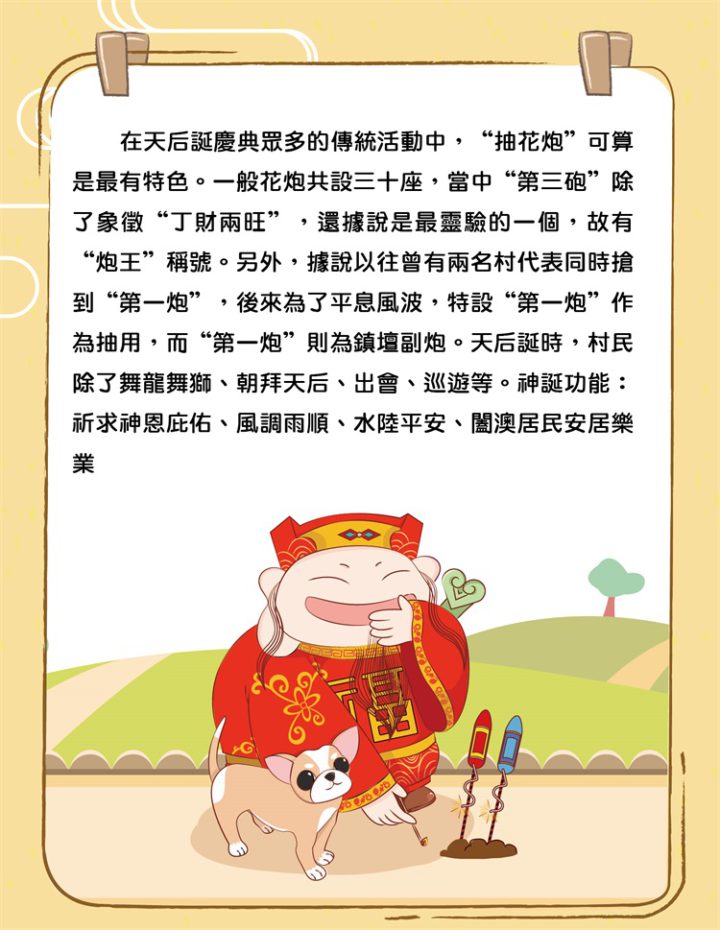 在天后誕慶典眾多的傳統活動中，“抽花炮”可算
是最有特色。一般花炮共設三十座，當中“第三砲”除
了象徵“丁財兩旺”，還據說是最靈驗的一個，故有
“炮王”稱號。另外，據說以往曾有兩名村代表同時搶
到“第一炮”，後來為了平息風波，特設“第一炮”作
為抽用，而“第一炮”則為鎮壇副炮。天后誕時，村民
除了舞龍舞獅、朝拜天后、出會、巡遊等。神誕功能：
祈求神恩庇佑、風調雨順、水陸平安、闔澳居民安居樂
業